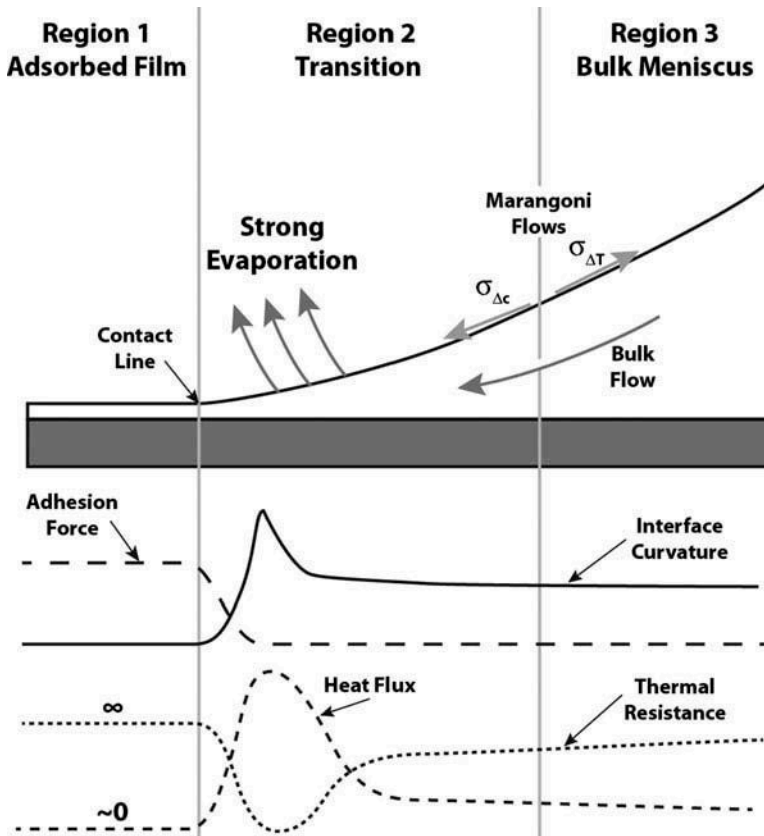 Region 1
Adsorbed Film
Region 2
Transition
Region 3
Bulk Meniscus
Marangoni
Flows
σΔT
σΔc
Strong
Evaporation
Contact
Line
Bulk
Flow
Adhesion
Force
Interface
Curvature
Heat Flux
Thermal
Resistance
∞
~0